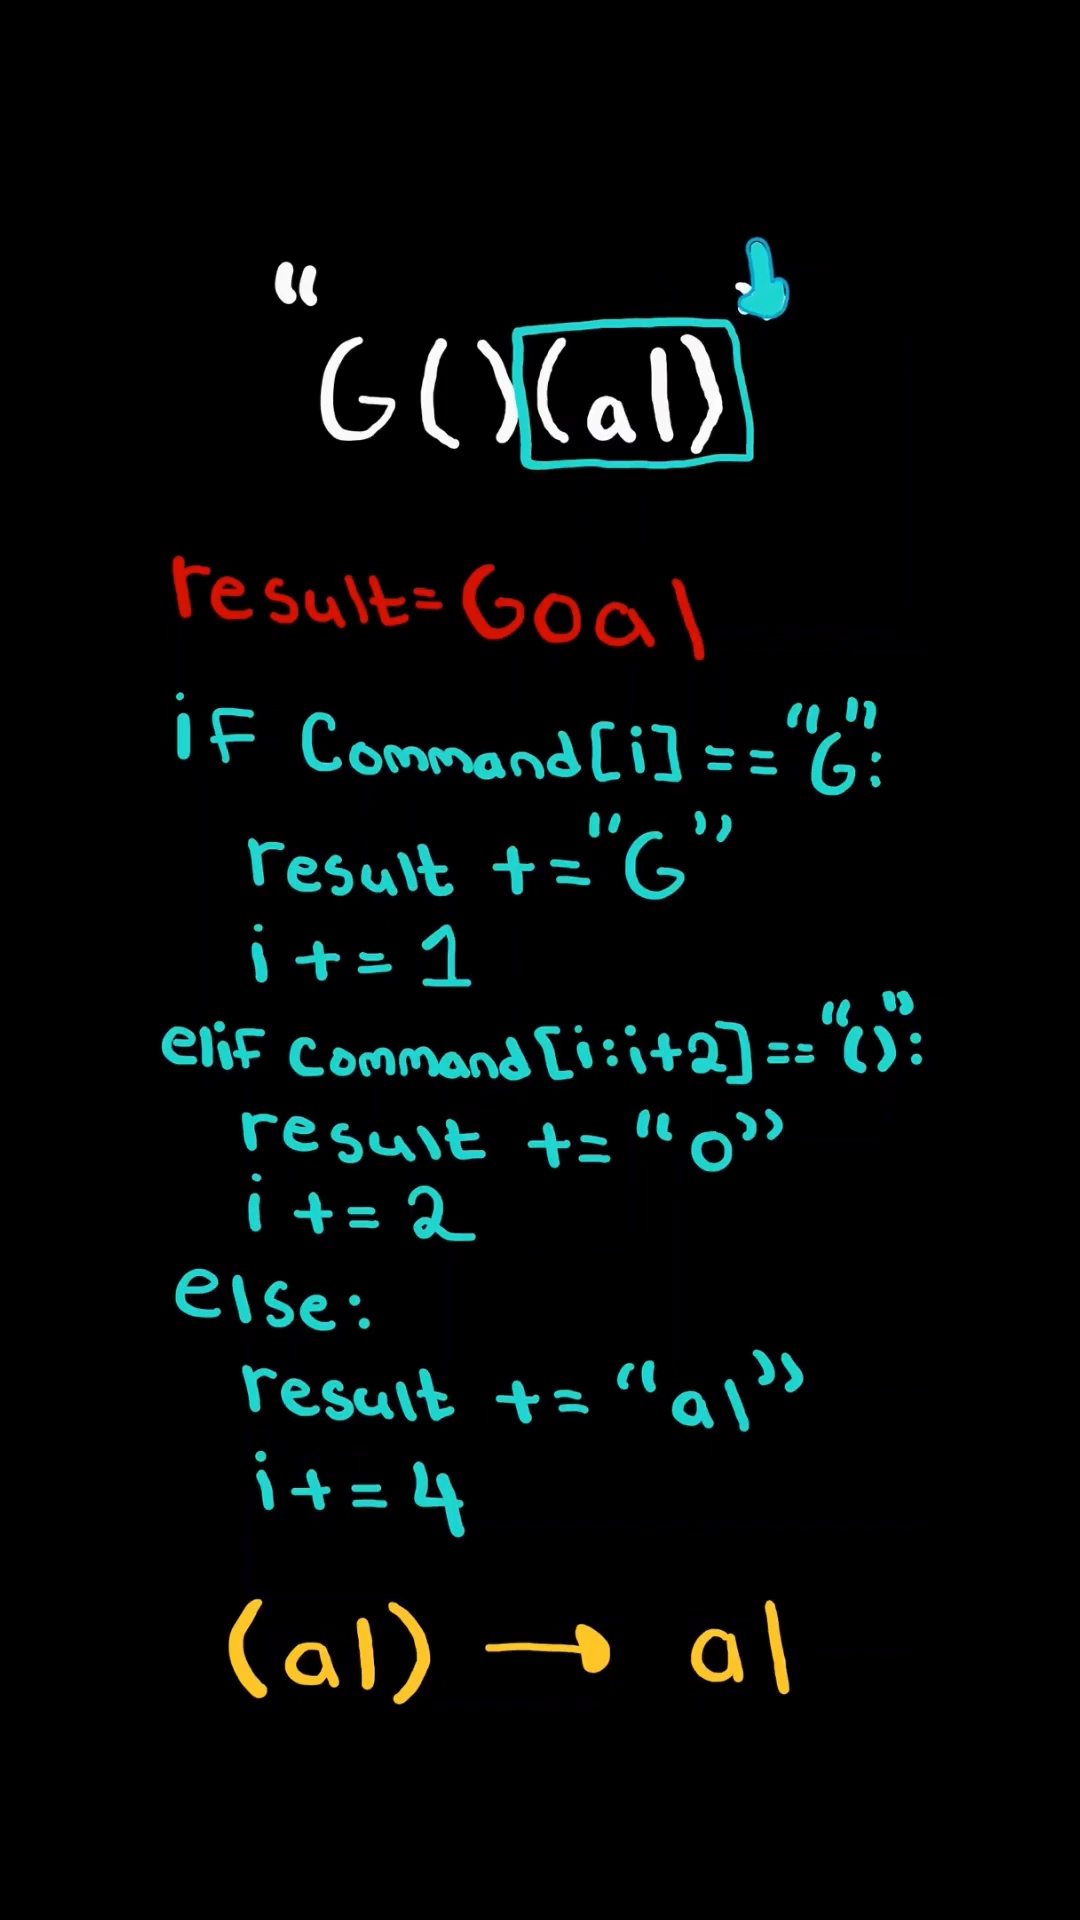 “G()(al)”
result=Goal
if Command[i]=="G":
result +="G"
i += 1
elif Command[i:i+2]=="()":
result += "o"
i += 2
else:
result += "al"
i += 4
(al) → al